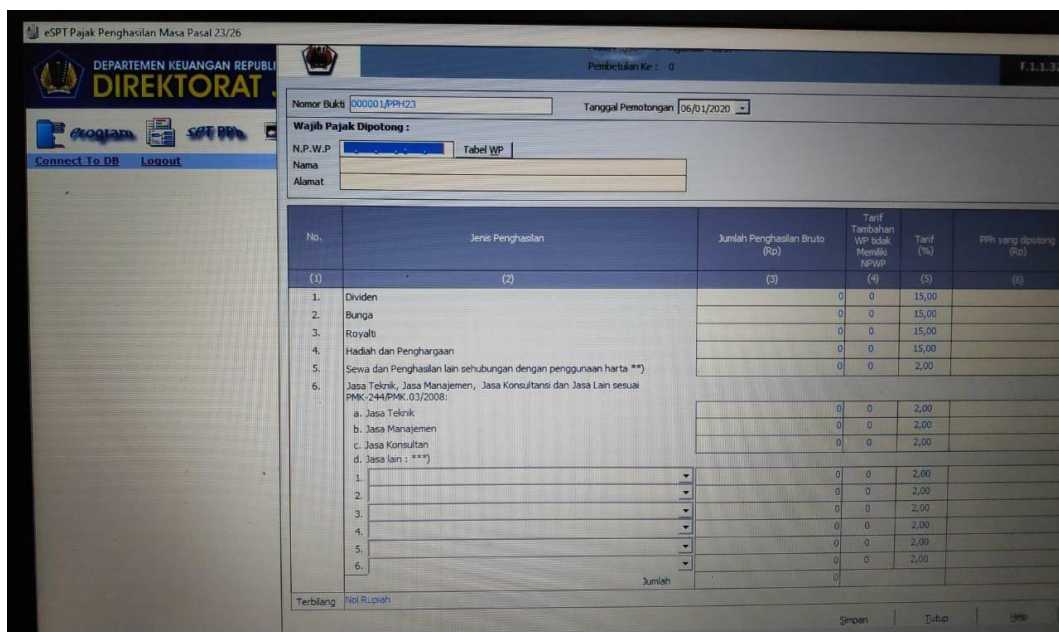 eSPT Pajak Penghasilan Masa Pasal 23/26
DEPARTEMEN KEUANGAN REPUBLI
DIREKTORAT
Program SPT PPh
Connect To DB Logout
Pembetulan Ke : 0
F.1.1.3
Nomor Bukti 000001/PPH23 Tanggal Pemotongan 06/01/2020
Wajib Pajak Dipotong :
N.P.W.P Tabel WP
Nama
Alamat
No. Jenis Penghasilan Jumlah Penghasilan Bruto (Rp) Tarif Tambahan WP tidak Memiliki NPWP Tarif (%) PPh yang dipotong (Rp)
(1) (2) (3) (4) (5) (6)
1. Dividen 0 0 15,00
2. Bunga 0 0 15,00
3. Royalti 0 0 15,00
4. Hadiah dan Penghargaan 0 0 15,00
5. Sewa dan Penghasilan lain sehubungan dengan penggunaan harta **) 0 0 2,00
6. Jasa Teknik, Jasa Manajemen, Jasa Konsultansi dan Jasa Lain sesuai
PMK-244/PMK.03/2008:
a. Jasa Teknik 0 0 2,00
b. Jasa Manajemen 0 0 2,00
c. Jasa Konsultan 0 0 2,00
d. Jasa lain : ***)
1. 0 0 2,00
2. 0 0 2,00
3. 0 0 2,00
4. 0 0 2,00
5. 0 0 2,00
6. 0 0 2,00
Jumlah 0
Terbilang Nol Rupiah
Simpan Tutup Help